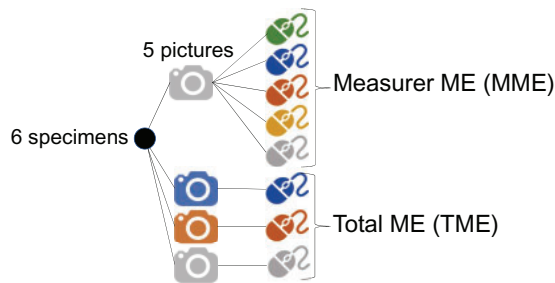 5 pictures
Measurer ME (MME)
6 specimens
Total ME (TME)